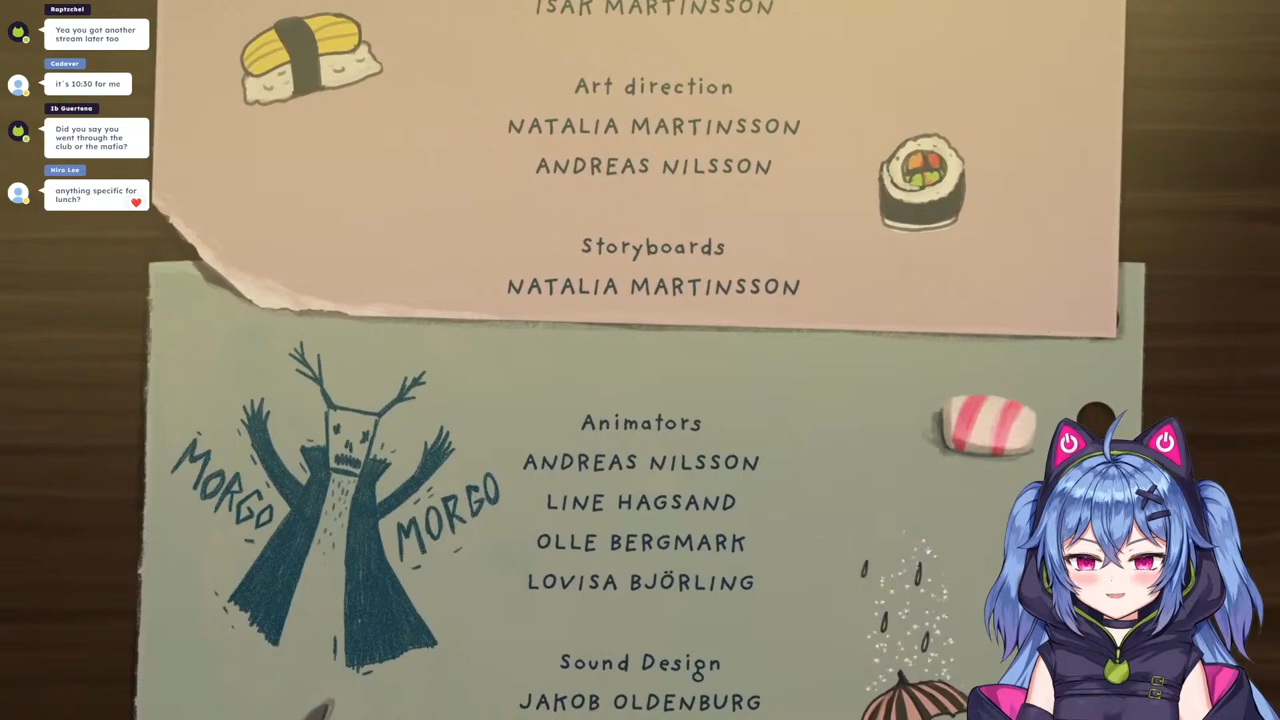 Raptzchel
Yea you got another
stream later too
Cadaver
it´s 10:30 for me
Ib Guertena
Did you say you
went through the
club or the mafia?
Hiro Lee
anything specific for
lunch?
ISAK MARTINSSON
Art direction
NATALIA MARTINSSON
ANDREAS NILSSON
Storyboards
NATALIA MARTINSSON
MORGO
MORGO
Animators
ANDREAS NILSSON
LINE HAGSAND
OLLE BERGMARK
LOVISA BJÖRLING
Sound Design
JAKOB OLDENBURG